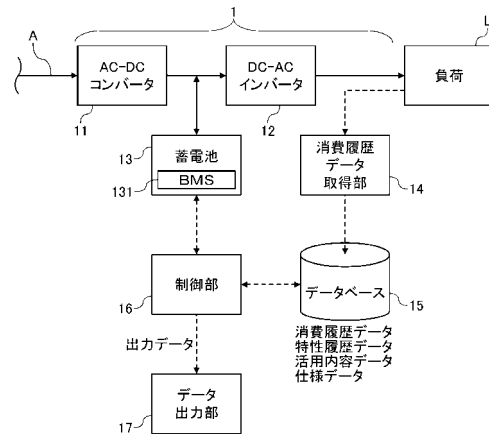 1
L
A
AC-DC
コンバータ
DC-AC
インバータ
負荷
11
12
13
蓄電池
131
BMS
消費履歴
データ
取得部
14
16
制御部
データベース
15
出力データ
消費履歴データ
特性履歴データ
活用内容データ
仕様データ
データ
出力部
17